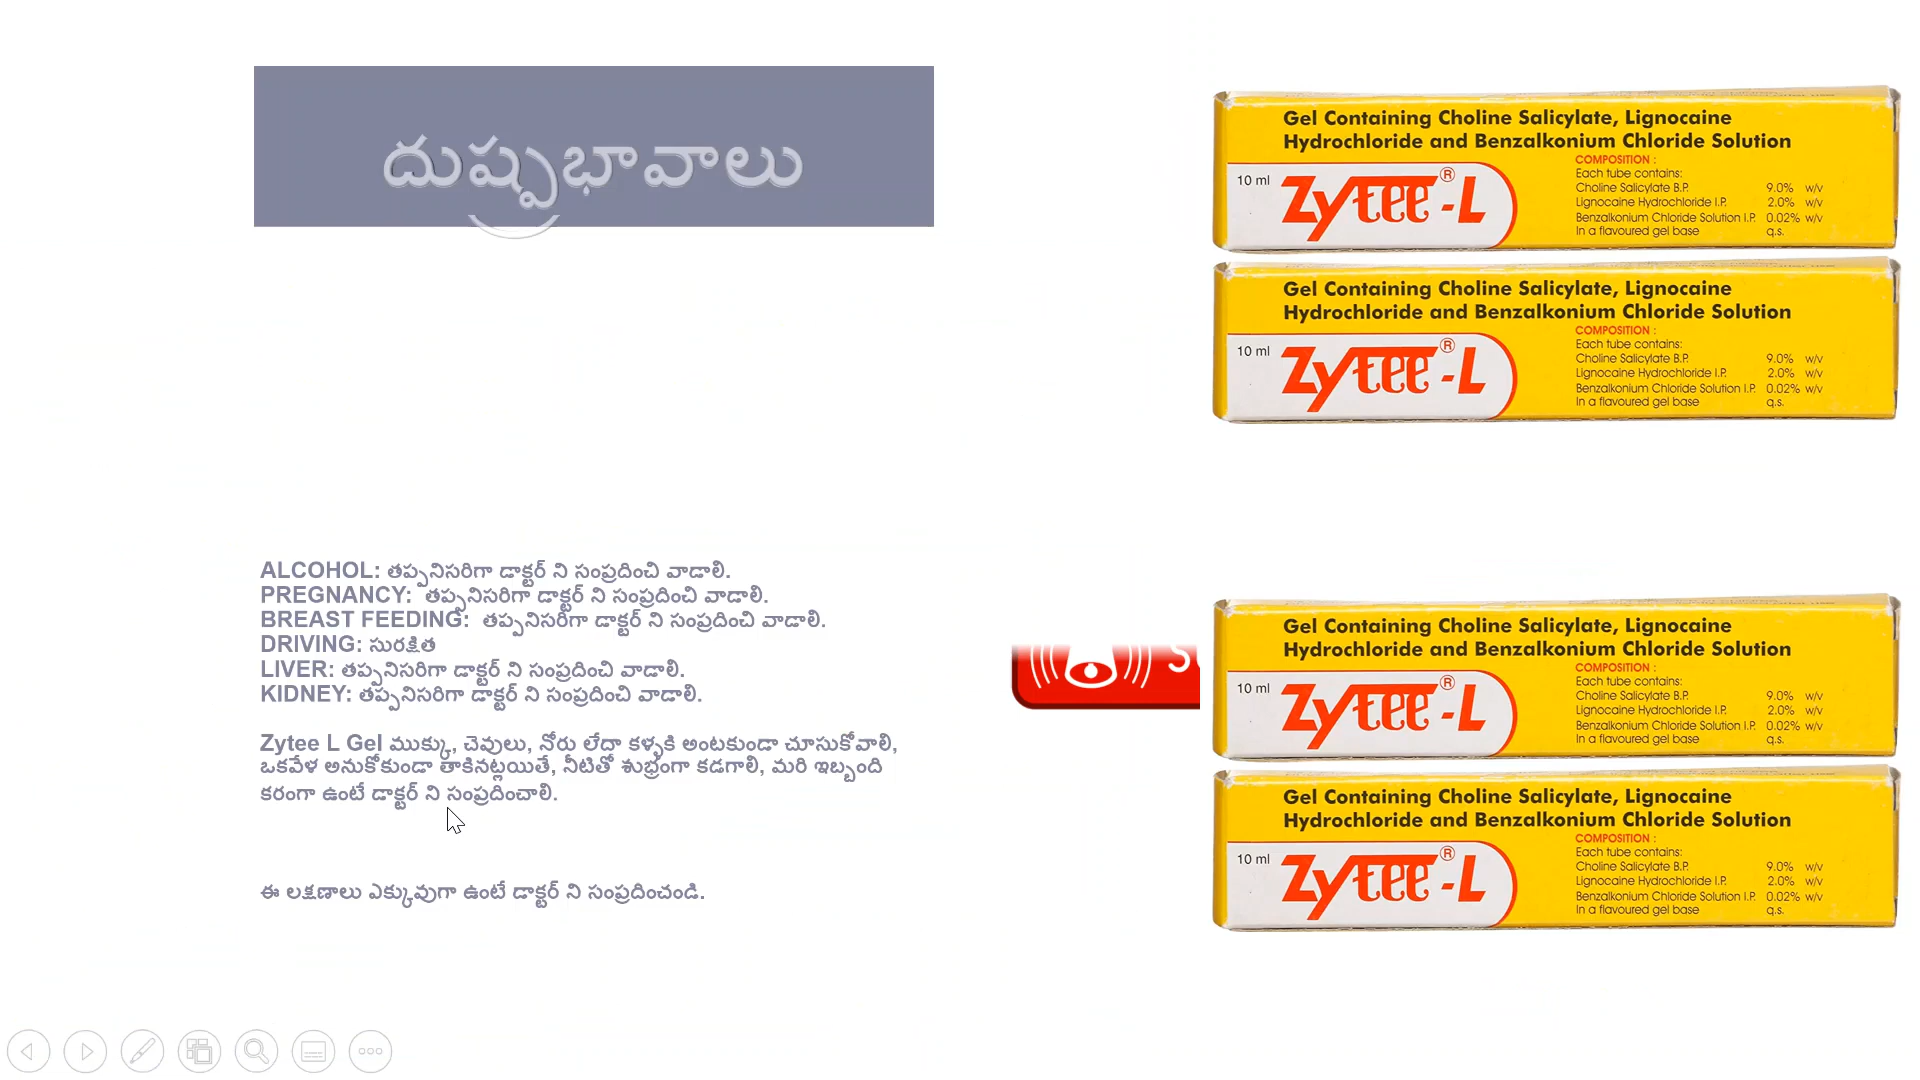 దుష్ప్రభావాలు
ALCOHOL: తప్పనిసరిగా డాక్టర్ ని సంప్రదించి వాడాలి.
PREGNANCY: తప్పనిసరిగా డాక్టర్ ని సంప్రదించి వాడాలి.
BREAST FEEDING: తప్పనిసరిగా డాక్టర్ ని సంప్రదించి వాడాలి.
DRIVING: సురక్షిత
LIVER: తప్పనిసరిగా డాక్టర్ ని సంప్రదించి వాడాలి.
KIDNEY: తప్పనిసరిగా డాక్టర్ ని సంప్రదించి వాడాలి.
Zytee L Gel ముక్కు, చెవులు, నోరు లేదా కళ్ళకి అంటకుండా చూసుకోవాలి,
ఒకవేళ అనుకోకుండా తాకినట్లయితే, నీటితో శుభ్రంగా కడగాలి, మరి ఇబ్బంది
కరంగా ఉంటే డాక్టర్ ని సంప్రదించాలి.
ఈ లక్షణాలు ఎక్కువుగా ఉంటే డాక్టర్ ని సంప్రదించండి.
Gel Containing Choline Salicylate, Lignocaine
Hydrochloride and Benzalkonium Chloride Solution
10 ml Zytee®-L
COMPOSITION :
Each tube contains:
Choline Salicylate B.P. 9.0% w/v
Lignocaine Hydrochloride I.P. 2.0% w/v
Benzalkonium Chloride Solution I.P. 0.02% w/v
In a flavoured gel base q.s.
Gel Containing Choline Salicylate, Lignocaine
Hydrochloride and Benzalkonium Chloride Solution
10 ml Zytee®-L
COMPOSITION :
Each tube contains:
Choline Salicylate B.P. 9.0% w/v
Lignocaine Hydrochloride I.P. 2.0% w/v
Benzalkonium Chloride Solution I.P. 0.02% w/v
In a flavoured gel base q.s.
Gel Containing Choline Salicylate, Lignocaine
Hydrochloride and Benzalkonium Chloride Solution
10 ml Zytee®-L
COMPOSITION :
Each tube contains:
Choline Salicylate B.P. 9.0% w/v
Lignocaine Hydrochloride I.P. 2.0% w/v
Benzalkonium Chloride Solution I.P. 0.02% w/v
In a flavoured gel base q.s.
Gel Containing Choline Salicylate, Lignocaine
Hydrochloride and Benzalkonium Chloride Solution
10 ml Zytee®-L
COMPOSITION :
Each tube contains:
Choline Salicylate B.P. 9.0% w/v
Lignocaine Hydrochloride I.P. 2.0% w/v
Benzalkonium Chloride Solution I.P. 0.02% w/v
In a flavoured gel base q.s.